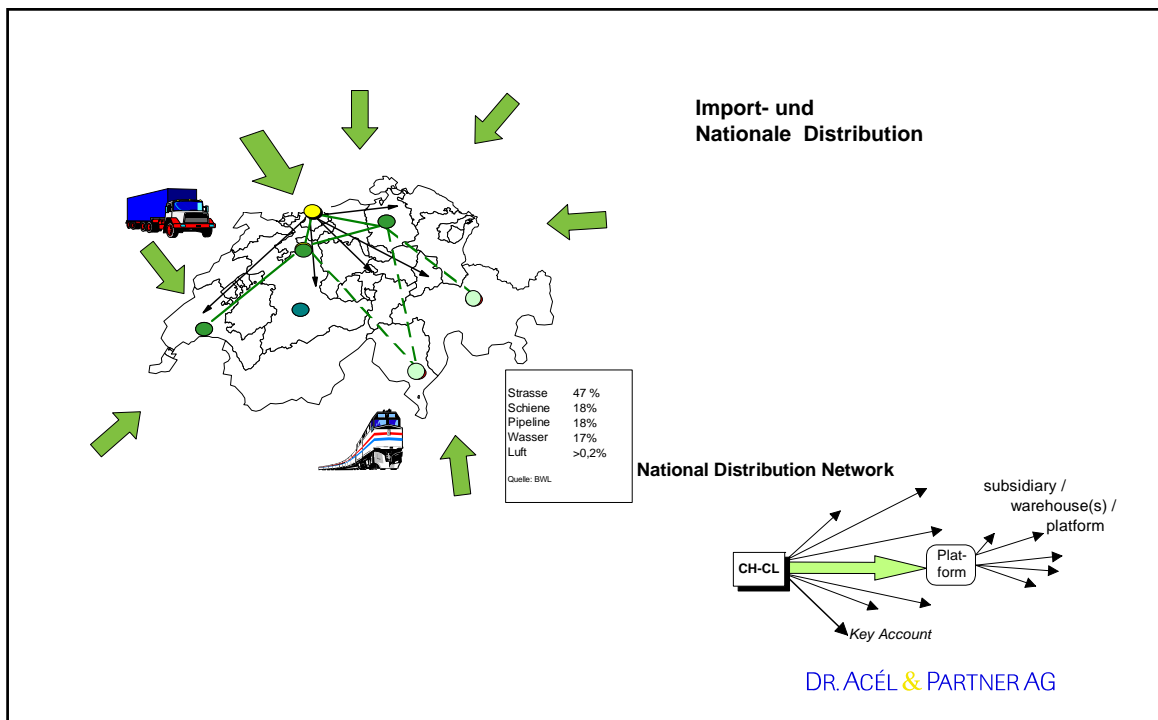 Import- und
Nationale Distribution
Strasse 47 %
Schiene 18%
Pipeline 18%
Wasser 17%
Luft >0,2%
Quelle: BWL
National Distribution Network
subsidiary /
warehouse(s) /
platform
CH-CL
Plat-
form
Key Account
DR. ACÉL & PARTNER AG